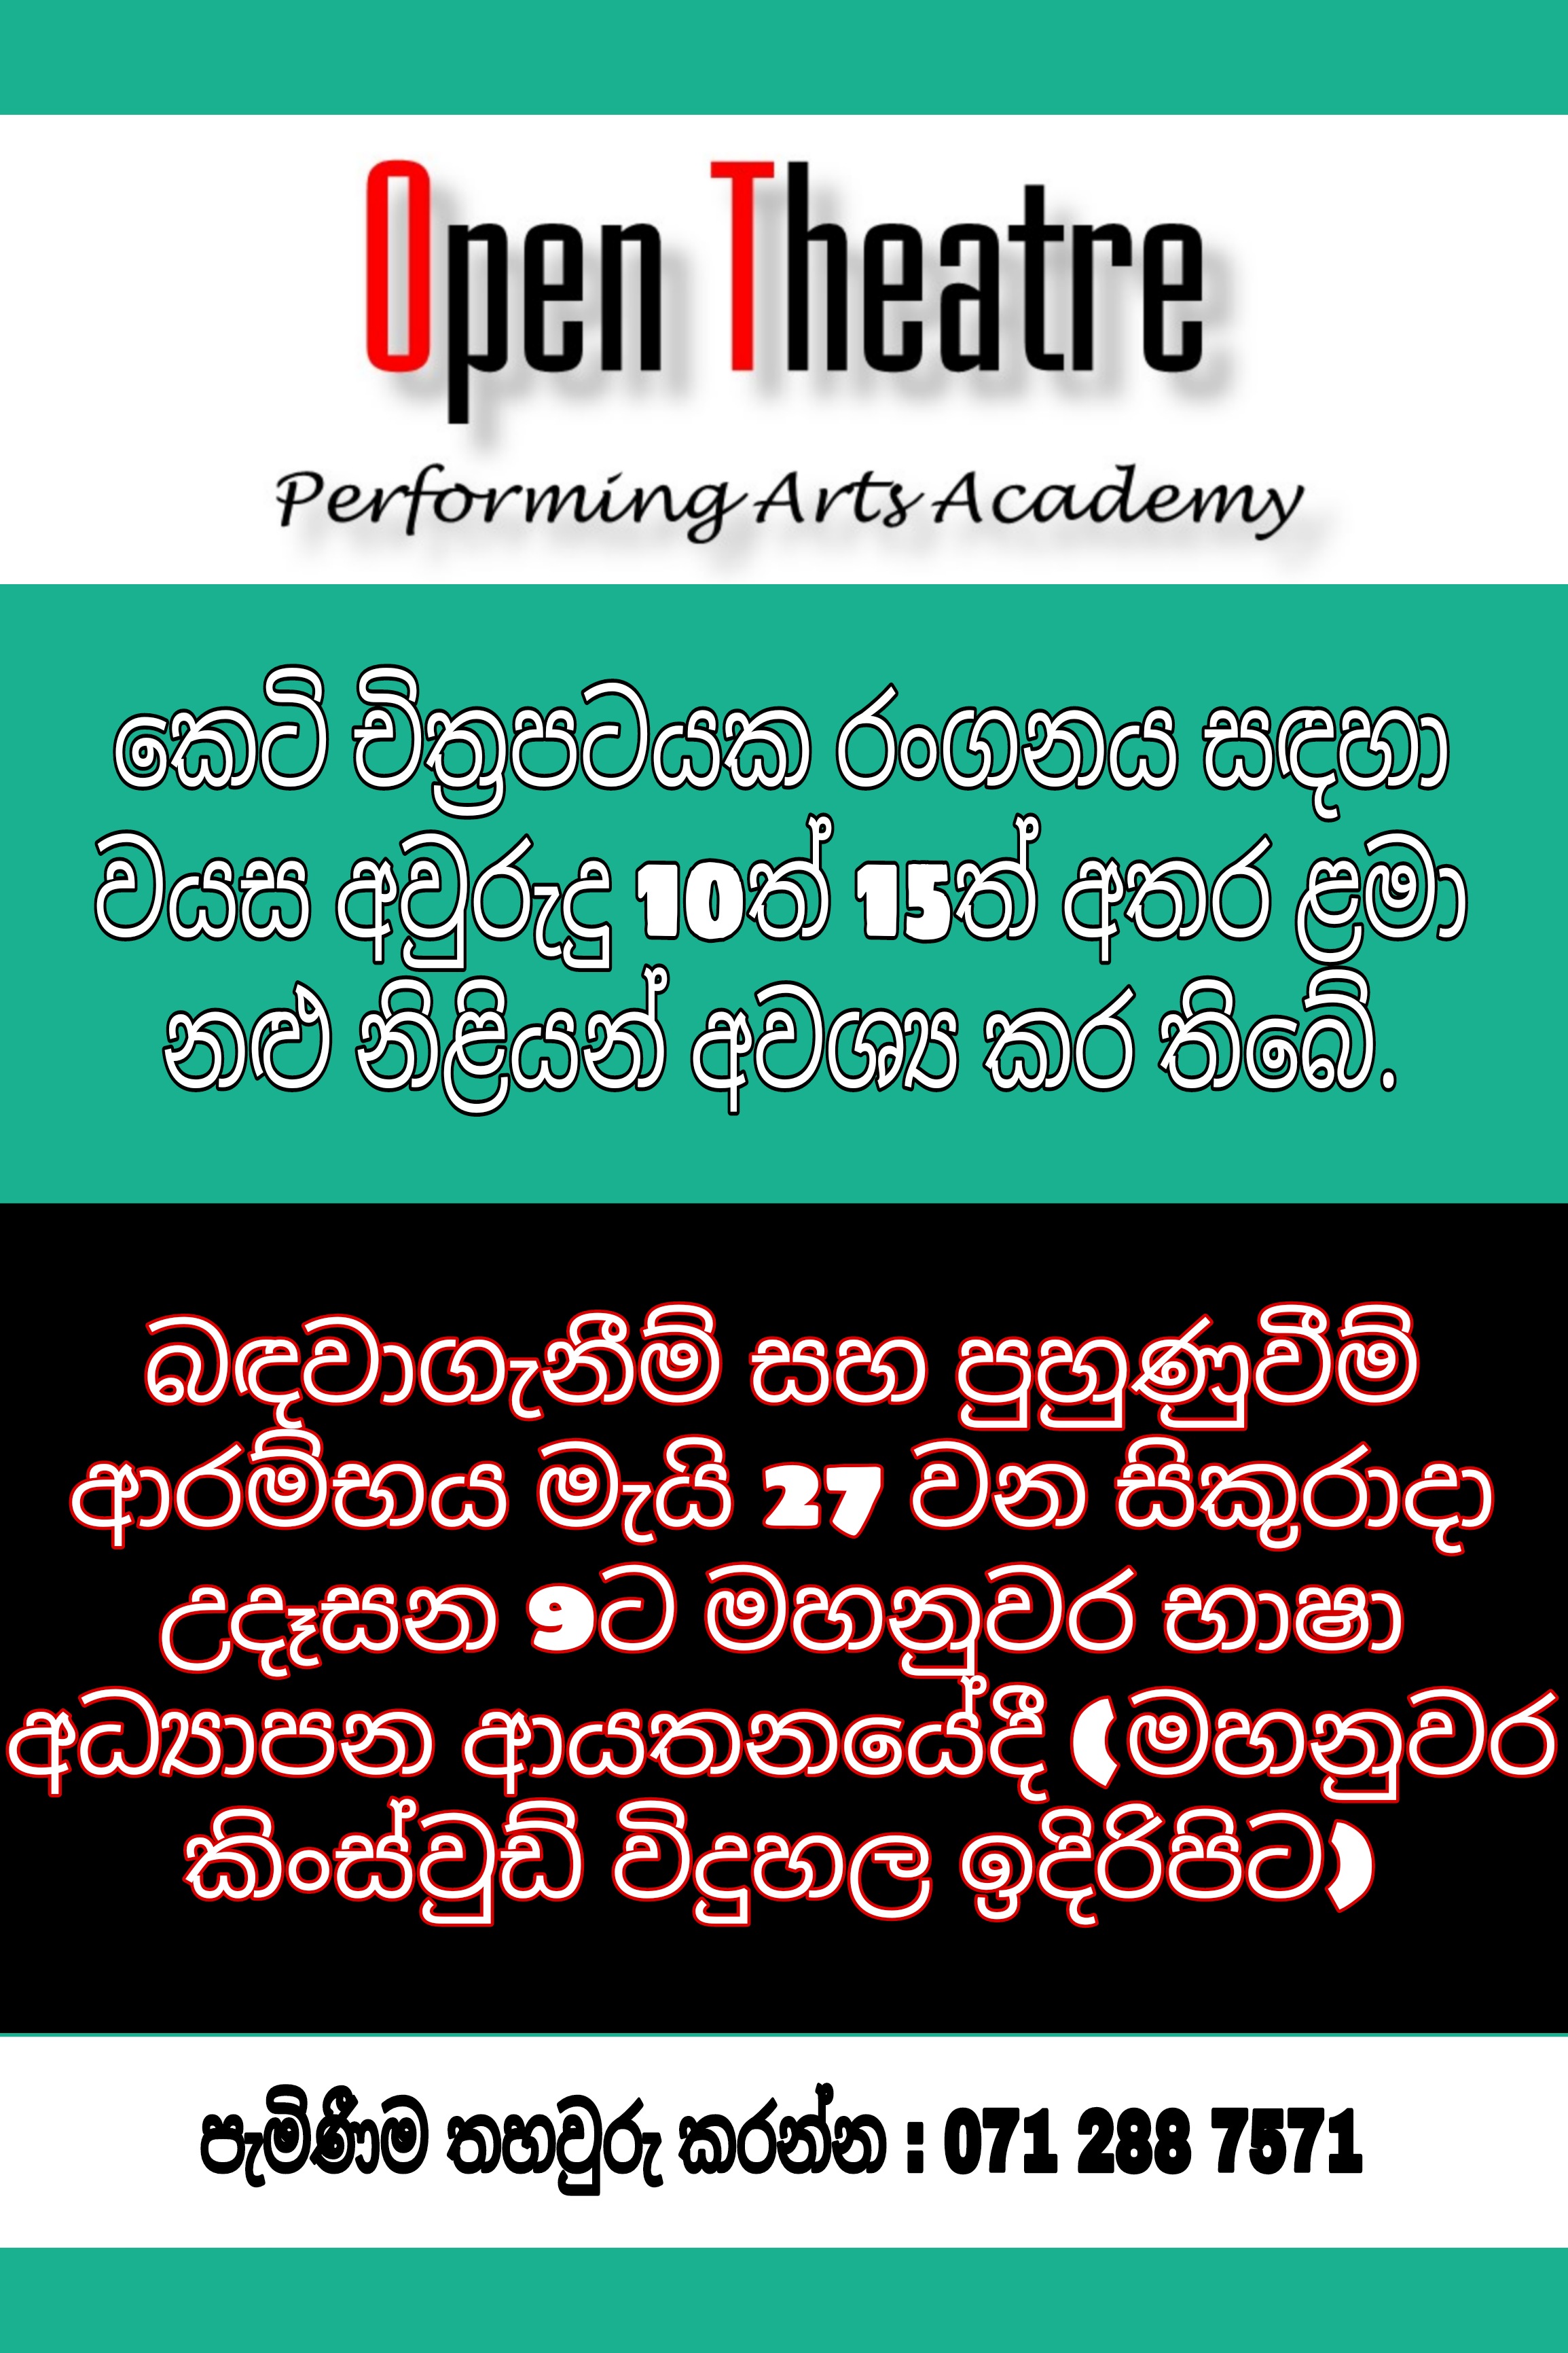 Open Theatre
Performing Arts Academy
කෙටි චිත්‍රපටයක රංගනය සඳහා
වයස අවුරුදු 10ත් 15ත් අතර ළමා
නළු නිළියන් අවශ්‍ය කර තිබේ.
බඳවාගැනීම් සහ පුහුණුවීම්
ආරම්භය මැයි 27 වන සිකුරාදා
උදෑසන 9ට මහනුවර භාෂා
අධ්‍යාපන ආයතනයේදී (මහනුවර
කිංස්වුඩ් විදුහල ඉදිරිපිට)
පැමිණීම තහවුරු කරන්න : 071 288 7571